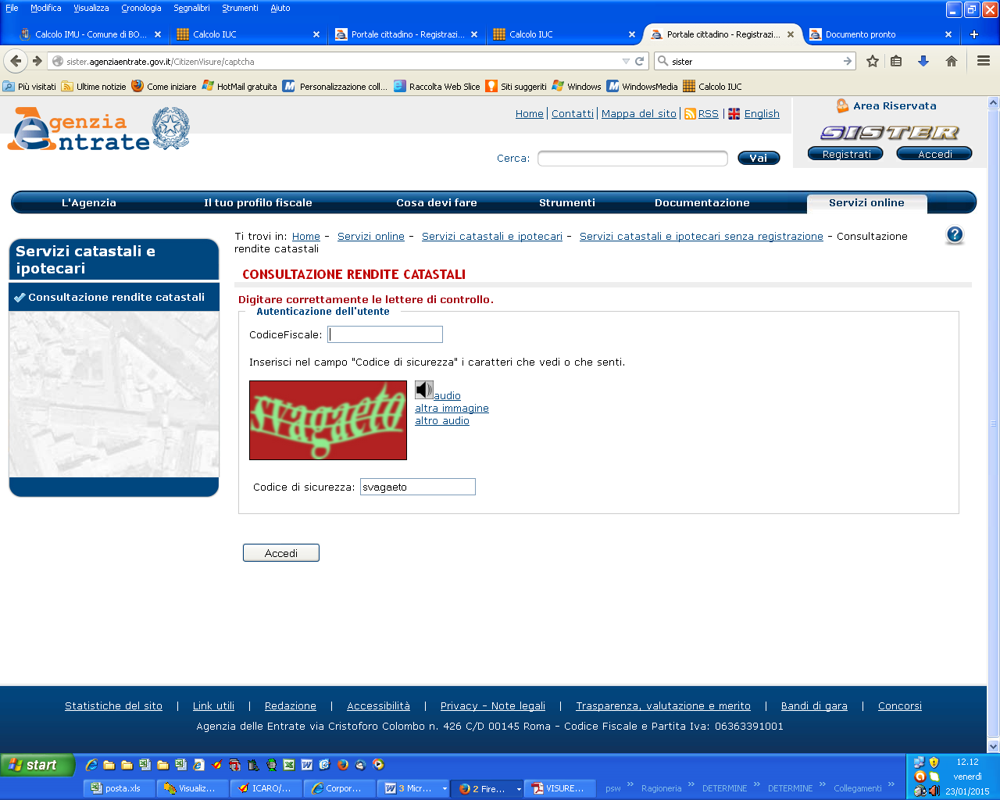 File Modifica Visualizza Cronologia Segnalibri Strumenti Aiuto
Calcolo IMU - Comune di BO... Calcolo IUC Portale cittadino - Registrazi... Calcolo IUC Portale cittadino - Registrazi... Documento pronto
sister.agenziaentrate.gov.it/CitizenVisure/captcha sister
Più visitati Ultime notizie Come iniziare HotMail gratuita Personalizzazione coll... Raccolta Web Slice Siti suggeriti Windows WindowsMedia Calcolo IUC
Agenzia Entrate
Home | Contatti | Mappa del sito | RSS | English
Area Riservata
SISTER
Registrati Accedi
Cerca: Vai
L'Agenzia Il tuo profilo fiscale Cosa devi fare Strumenti Documentazione Servizi online
Servizi catastali e
ipotecari
Consultazione rendite catastali
Ti trovi in: Home - Servizi online - Servizi catastali e ipotecari - Servizi catastali e ipotecari senza registrazione - Consultazione
rendite catastali
CONSULTAZIONE RENDITE CATASTALI
Digitare correttamente le lettere di controllo.
Autenticazione dell'utente
CodiceFiscale:
Inserisci nel campo "Codice di sicurezza" i caratteri che vedi o che senti.
svagaeto
audio
altra immagine
altro audio
Codice di sicurezza: svagaeto
Accedi
Statistiche del sito | Link utili | Redazione | Accessibilità | Privacy - Note legali | Trasparenza, valutazione e merito | Bandi di gara | Concorsi
Agenzia delle Entrate via Cristoforo Colombo n. 426 C/D 00145 Roma - Codice Fiscale e Partita Iva: 06363391001
start
posta.xls Visualiz... ICARO/... Corpor... 3 Micr... 2 Fire... VISURE... psw » Ragioneria » DETERMINE » DETERMINE » Collegamenti »
12.12
venerdì
23/01/2015